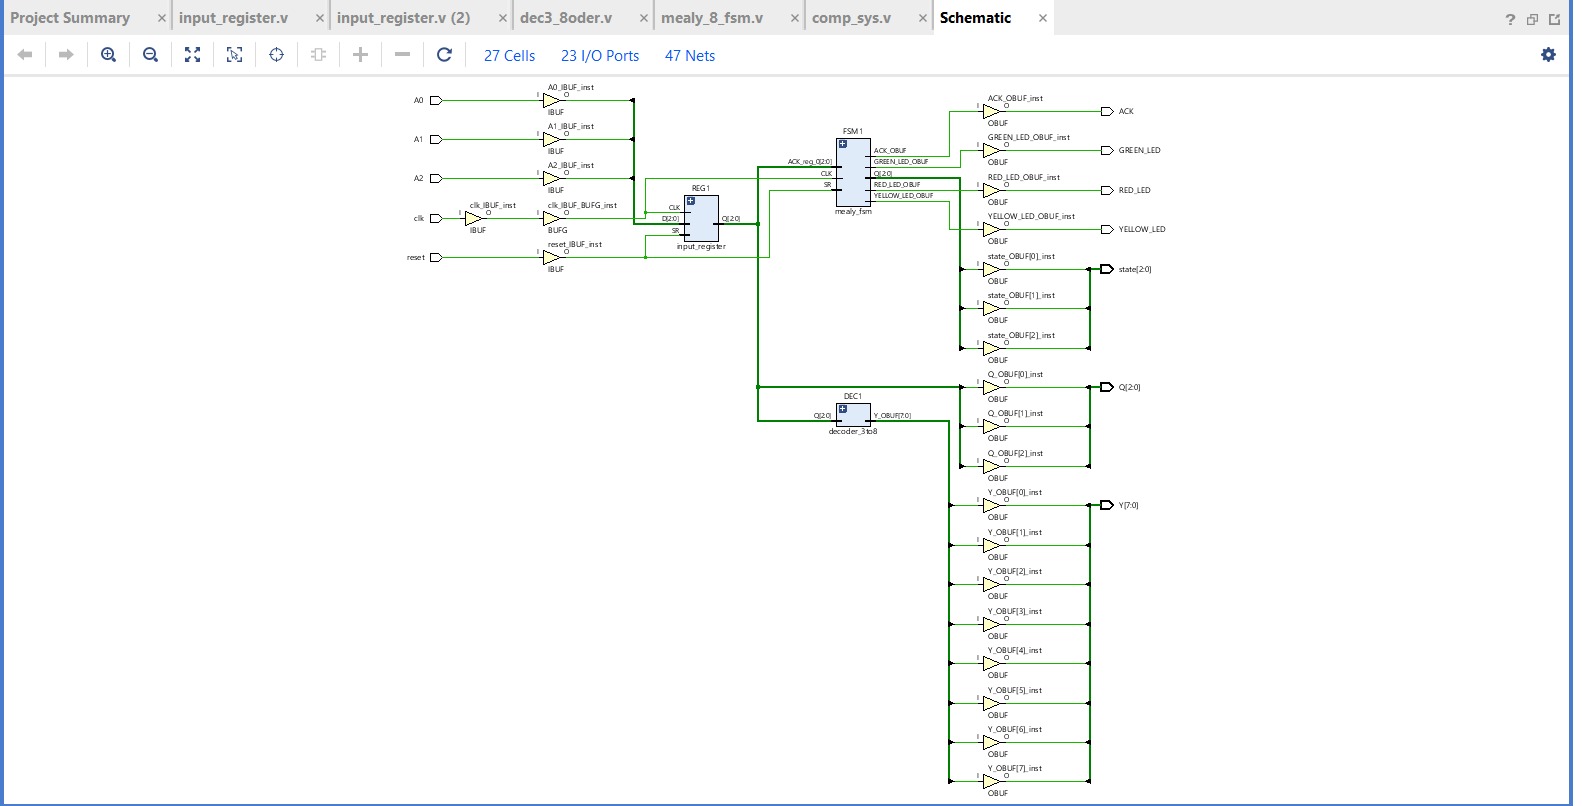 Project Summary × input_register.v × input_register.v (2) × dec3_8oder.v × mealy_8_fsm.v × comp_sys.v × Schematic × ?
27 Cells 23 I/O Ports 47 Nets
A0
I
A0_IBUF_inst
O
IBUF
A1
I
A1_IBUF_inst
O
IBUF
A2
I
A2_IBUF_inst
O
IBUF
clk
I
clk_IBUF_inst
O
IBUF
I
clk_IBUF_BUFG_inst
O
BUFG
reset
I
reset_IBUF_inst
O
IBUF
REG1
CLK
D[2:0]
SR
Q[2:0]
input_register
FSM1
ACK_reg_0[2:0]
CLK
SR
ACK_OBUF
GREEN_LED_OBUF
Q[2:0]
RED_LED_OBUF
YELLOW_LED_OBUF
mealy_fsm
DEC1
Q[2:0]
Y_OBUF[7:0]
decoder_3to8
ACK_OBUF_inst
I
O
OBUF
ACK
GREEN_LED_OBUF_inst
I
O
OBUF
GREEN_LED
RED_LED_OBUF_inst
I
O
OBUF
RED_LED
YELLOW_LED_OBUF_inst
I
O
OBUF
YELLOW_LED
state_OBUF[0]_inst
I
O
OBUF
state[2:0]
state_OBUF[1]_inst
I
O
OBUF
state_OBUF[2]_inst
I
O
OBUF
Q_OBUF[0]_inst
I
O
OBUF
Q[2:0]
Q_OBUF[1]_inst
I
O
OBUF
Q_OBUF[2]_inst
I
O
OBUF
Y_OBUF[0]_inst
I
O
OBUF
Y[7:0]
Y_OBUF[1]_inst
I
O
OBUF
Y_OBUF[2]_inst
I
O
OBUF
Y_OBUF[3]_inst
I
O
OBUF
Y_OBUF[4]_inst
I
O
OBUF
Y_OBUF[5]_inst
I
O
OBUF
Y_OBUF[6]_inst
I
O
OBUF
Y_OBUF[7]_inst
I
O
OBUF